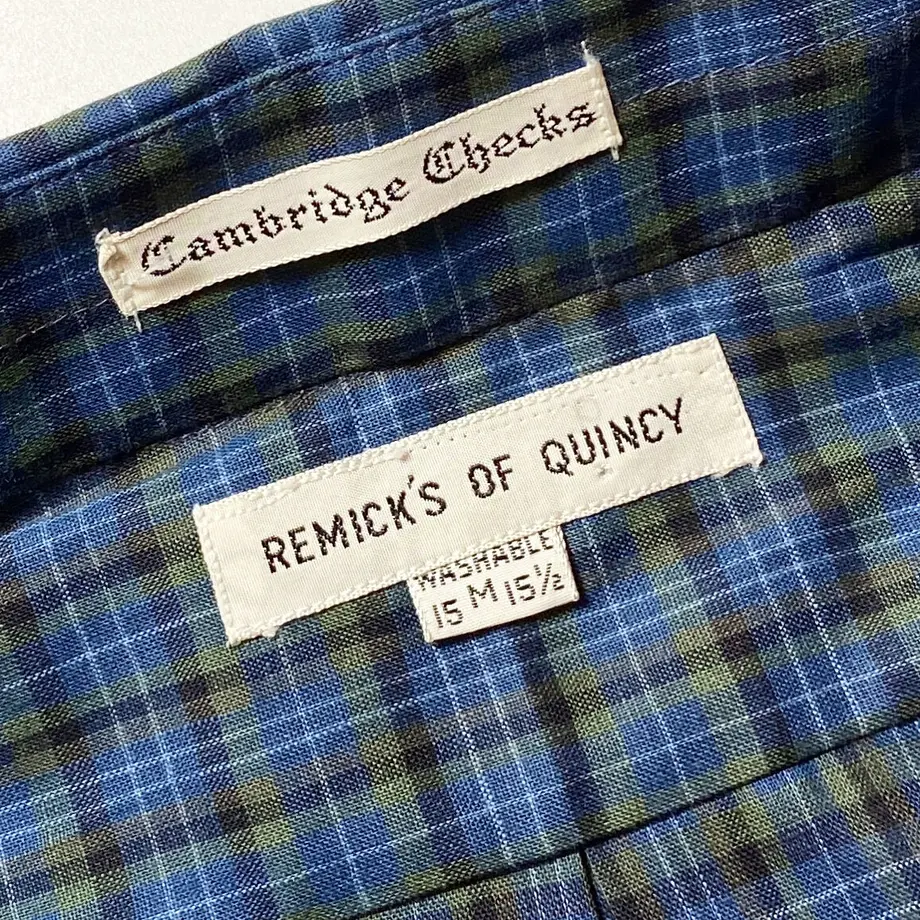 Cambridge Checks
REMICK'S OF QUINCY
WASHABLE
15 M 15½